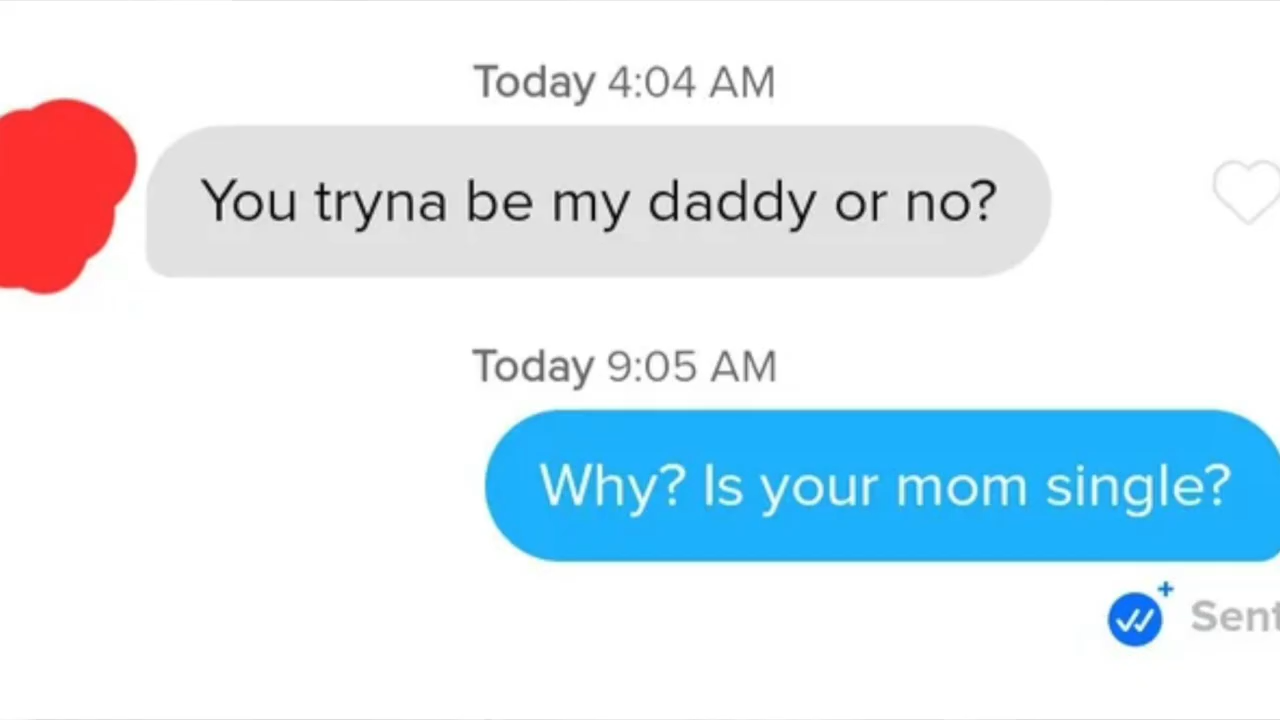 Today 4:04 AM
You tryna be my daddy or no?
Today 9:05 AM
Why? Is your mom single?
Sent